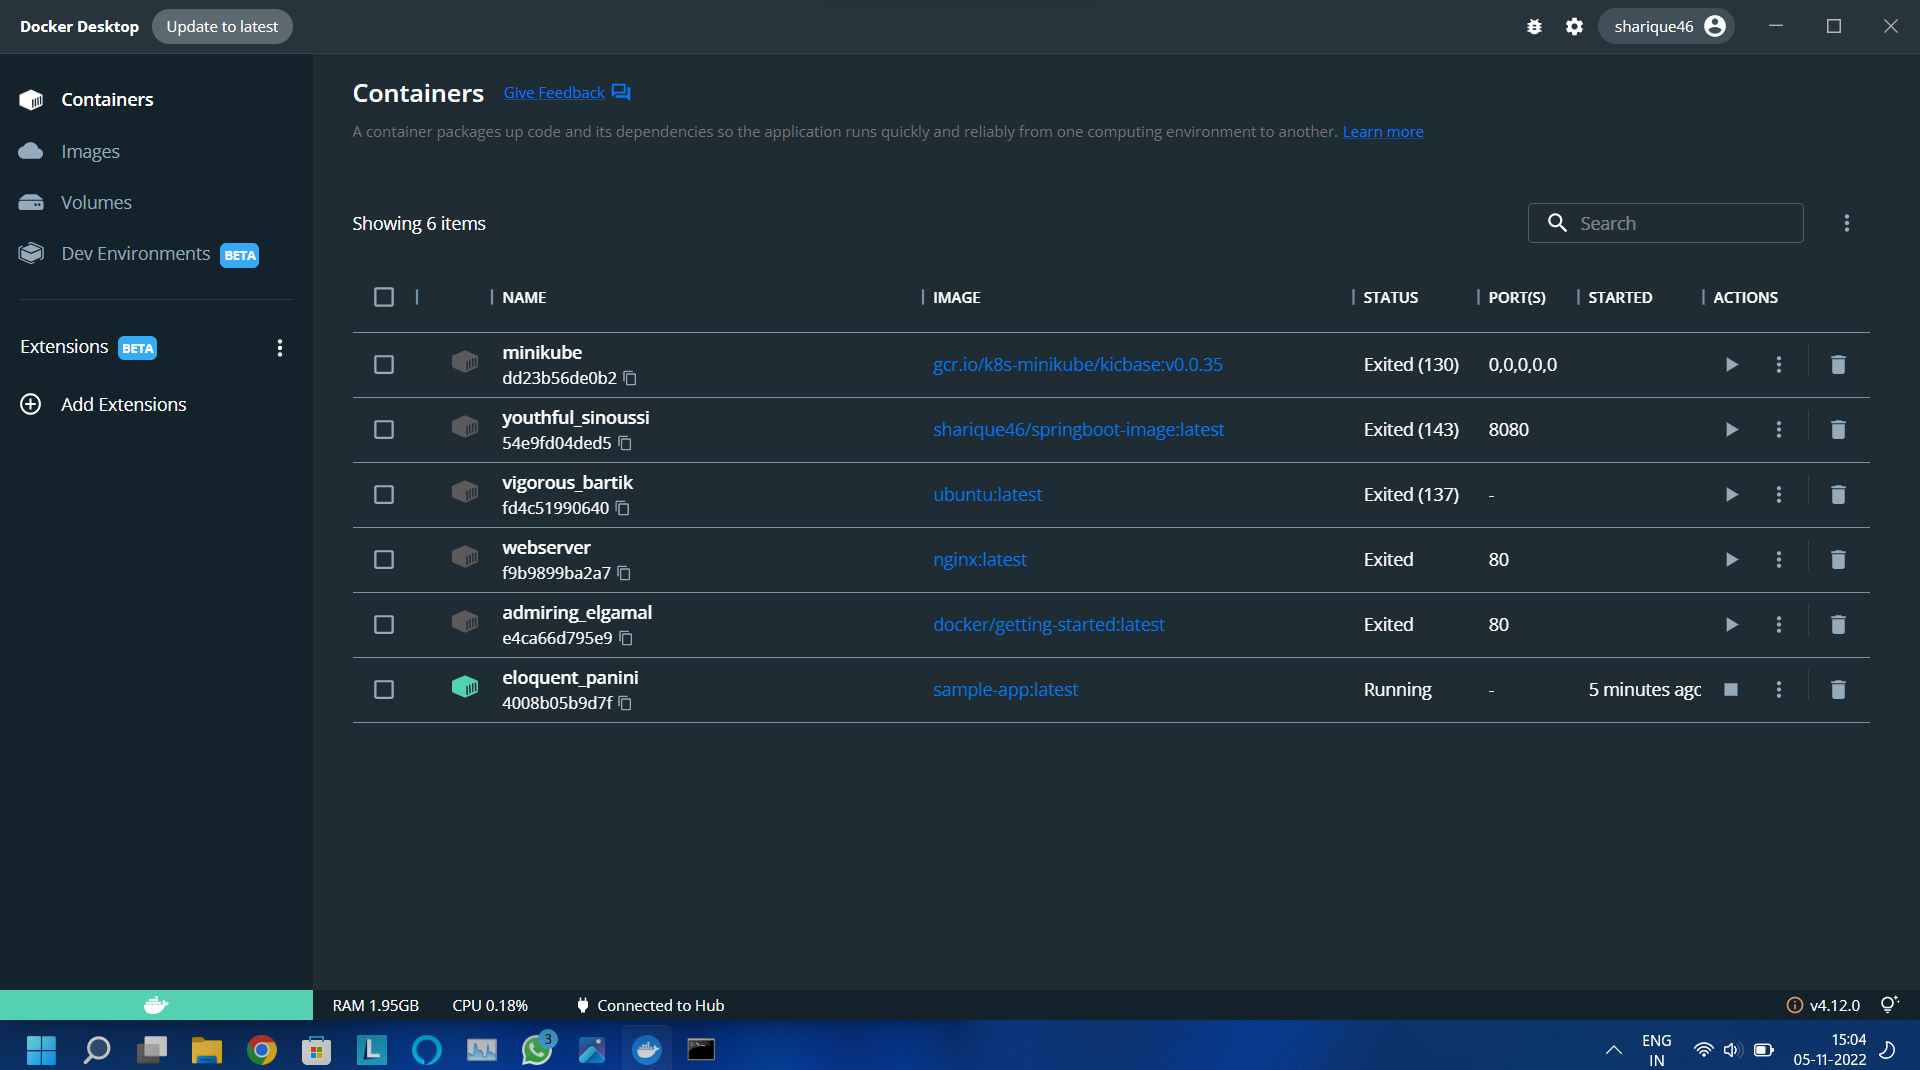 Docker Desktop Update to latest sharique46
Containers
Images
Volumes
Dev Environments BETA
Extensions BETA
Add Extensions
Containers Give Feedback
A container packages up code and its dependencies so the application runs quickly and reliably from one computing environment to another. Learn more
Showing 6 items Search
NAME IMAGE STATUS PORT(S) STARTED ACTIONS
minikube
dd23b56de0b2 gcr.io/k8s-minikube/kicbase:v0.0.35 Exited (130) 0,0,0,0,0
youthful_sinoussi
54e9fd04ded5 sharique46/springboot-image:latest Exited (143) 8080
vigorous_bartik
fd4c51990640 ubuntu:latest Exited (137) -
webserver
f9b9899ba2a7 nginx:latest Exited 80
admiring_elgamal
e4ca66d795e9 docker/getting-started:latest Exited 80
eloquent_panini
4008b05b9d7f sample-app:latest Running - 5 minutes ago
RAM 1.95GB CPU 0.18% Connected to Hub v4.12.0
L 3 ENG 15:04
IN 05-11-2022